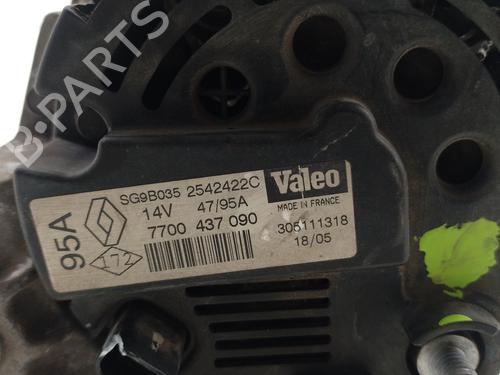 B-PARTS
SG9B035 2542422C
Valeo
14V 47/95A
MADE IN FRANCE
95A
7700 437 090
305111318
18/05
172